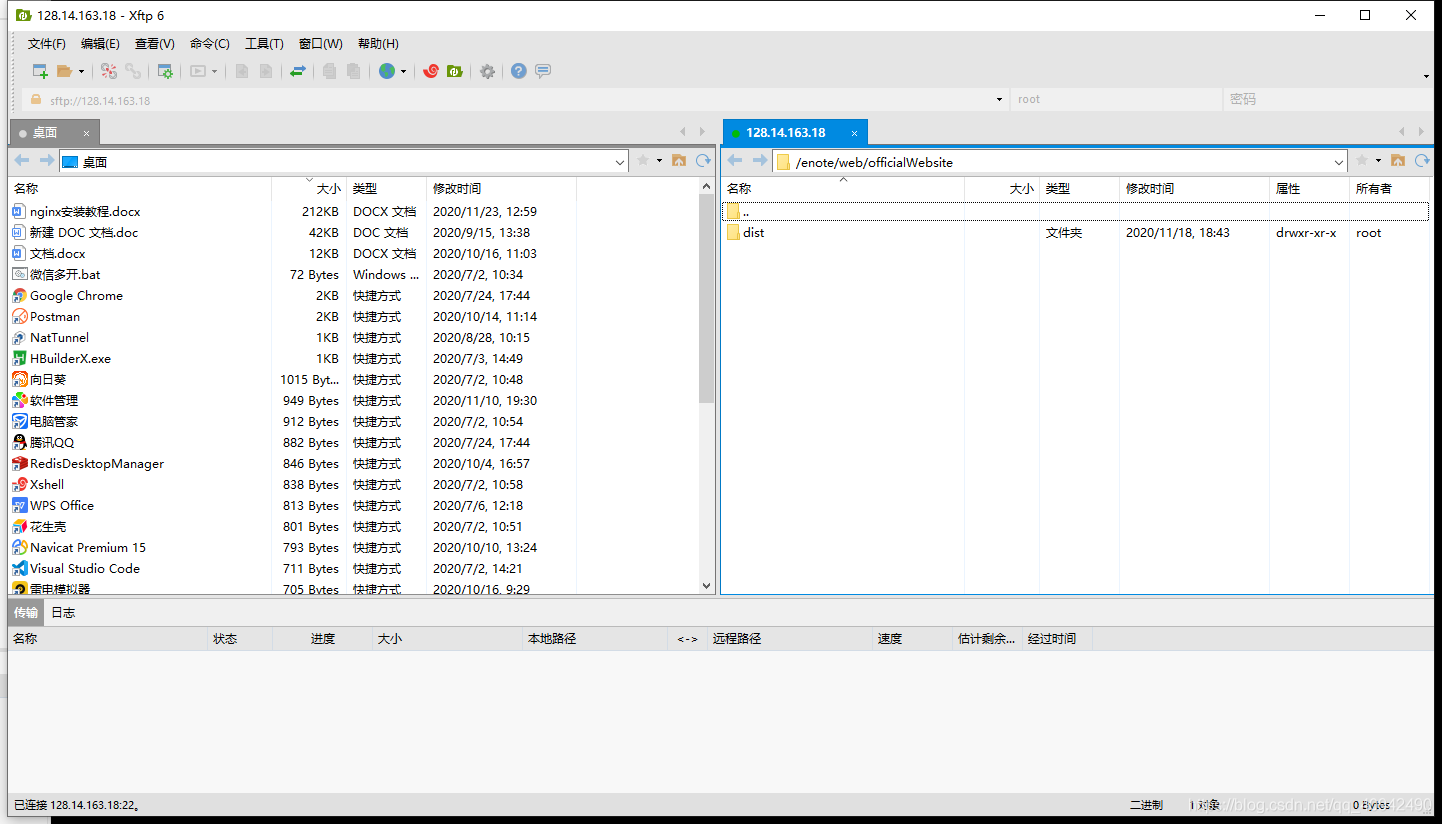 128.14.163.18 - Xftp 6
文件(F) 编辑(E) 查看(V) 命令(C) 工具(T) 窗口(W) 帮助(H)
sftp://128.14.163.18 root 密码
桌面 ×
桌面
名称 大小 类型 修改时间
nginx安装教程.docx 212KB DOCX 文档 2020/11/23, 12:59
新建 DOC 文档.doc 42KB DOC 文档 2020/9/15, 13:38
文档.docx 12KB DOCX 文档 2020/10/16, 11:03
微信多开.bat 72 Bytes Windows ... 2020/7/2, 10:34
Google Chrome 2KB 快捷方式 2020/7/24, 17:44
Postman 2KB 快捷方式 2020/10/14, 11:14
NatTunnel 1KB 快捷方式 2020/8/28, 10:15
HBuilderX.exe 1KB 快捷方式 2020/7/3, 14:49
向日葵 1015 Byt... 快捷方式 2020/7/2, 10:48
软件管理 949 Bytes 快捷方式 2020/11/10, 19:30
电脑管家 912 Bytes 快捷方式 2020/7/2, 10:54
腾讯QQ 882 Bytes 快捷方式 2020/7/24, 17:44
RedisDesktopManager 846 Bytes 快捷方式 2020/10/4, 16:57
Xshell 838 Bytes 快捷方式 2020/7/2, 10:58
WPS Office 813 Bytes 快捷方式 2020/7/6, 12:18
花生壳 801 Bytes 快捷方式 2020/7/2, 10:51
Navicat Premium 15 793 Bytes 快捷方式 2020/10/10, 13:24
Visual Studio Code 711 Bytes 快捷方式 2020/7/2, 14:21
雷电模拟器 705 Bytes 快捷方式 2020/10/16, 9:29
128.14.163.18 ×
/enote/web/officialWebsite
名称 大小 类型 修改时间 属性 所有者
..
dist 文件夹 2020/11/18, 18:43 drwxr-xr-x root
传输 日志
名称 状态 进度 大小 本地路径 <-> 远程路径 速度 估计剩余... 经过时间
已连接 128.14.163.18:22。 二进制 1 对象 0 Bytes